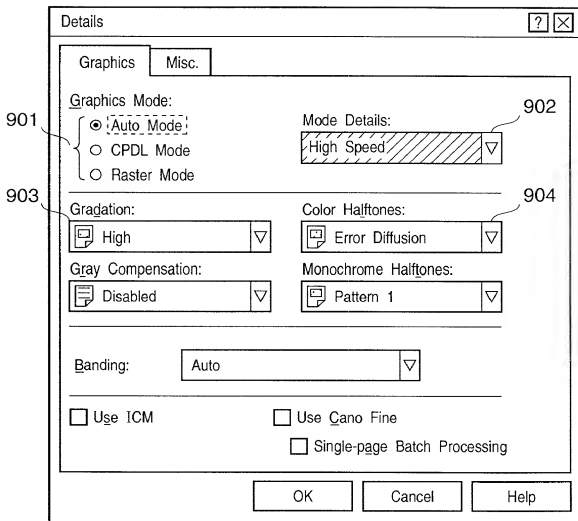 Details ?
Graphics Misc.
Graphics Mode:
901 Auto Mode
CPDL Mode
Raster Mode
Mode Details: 902
High Speed
903 Gradation:
High
Color Halftones: 904
Error Diffusion
Gray Compensation:
Disabled
Monochrome Halftones:
Pattern 1
Banding: Auto
Use ICM Use Cano Fine
Single-page Batch Processing
OK Cancel Help